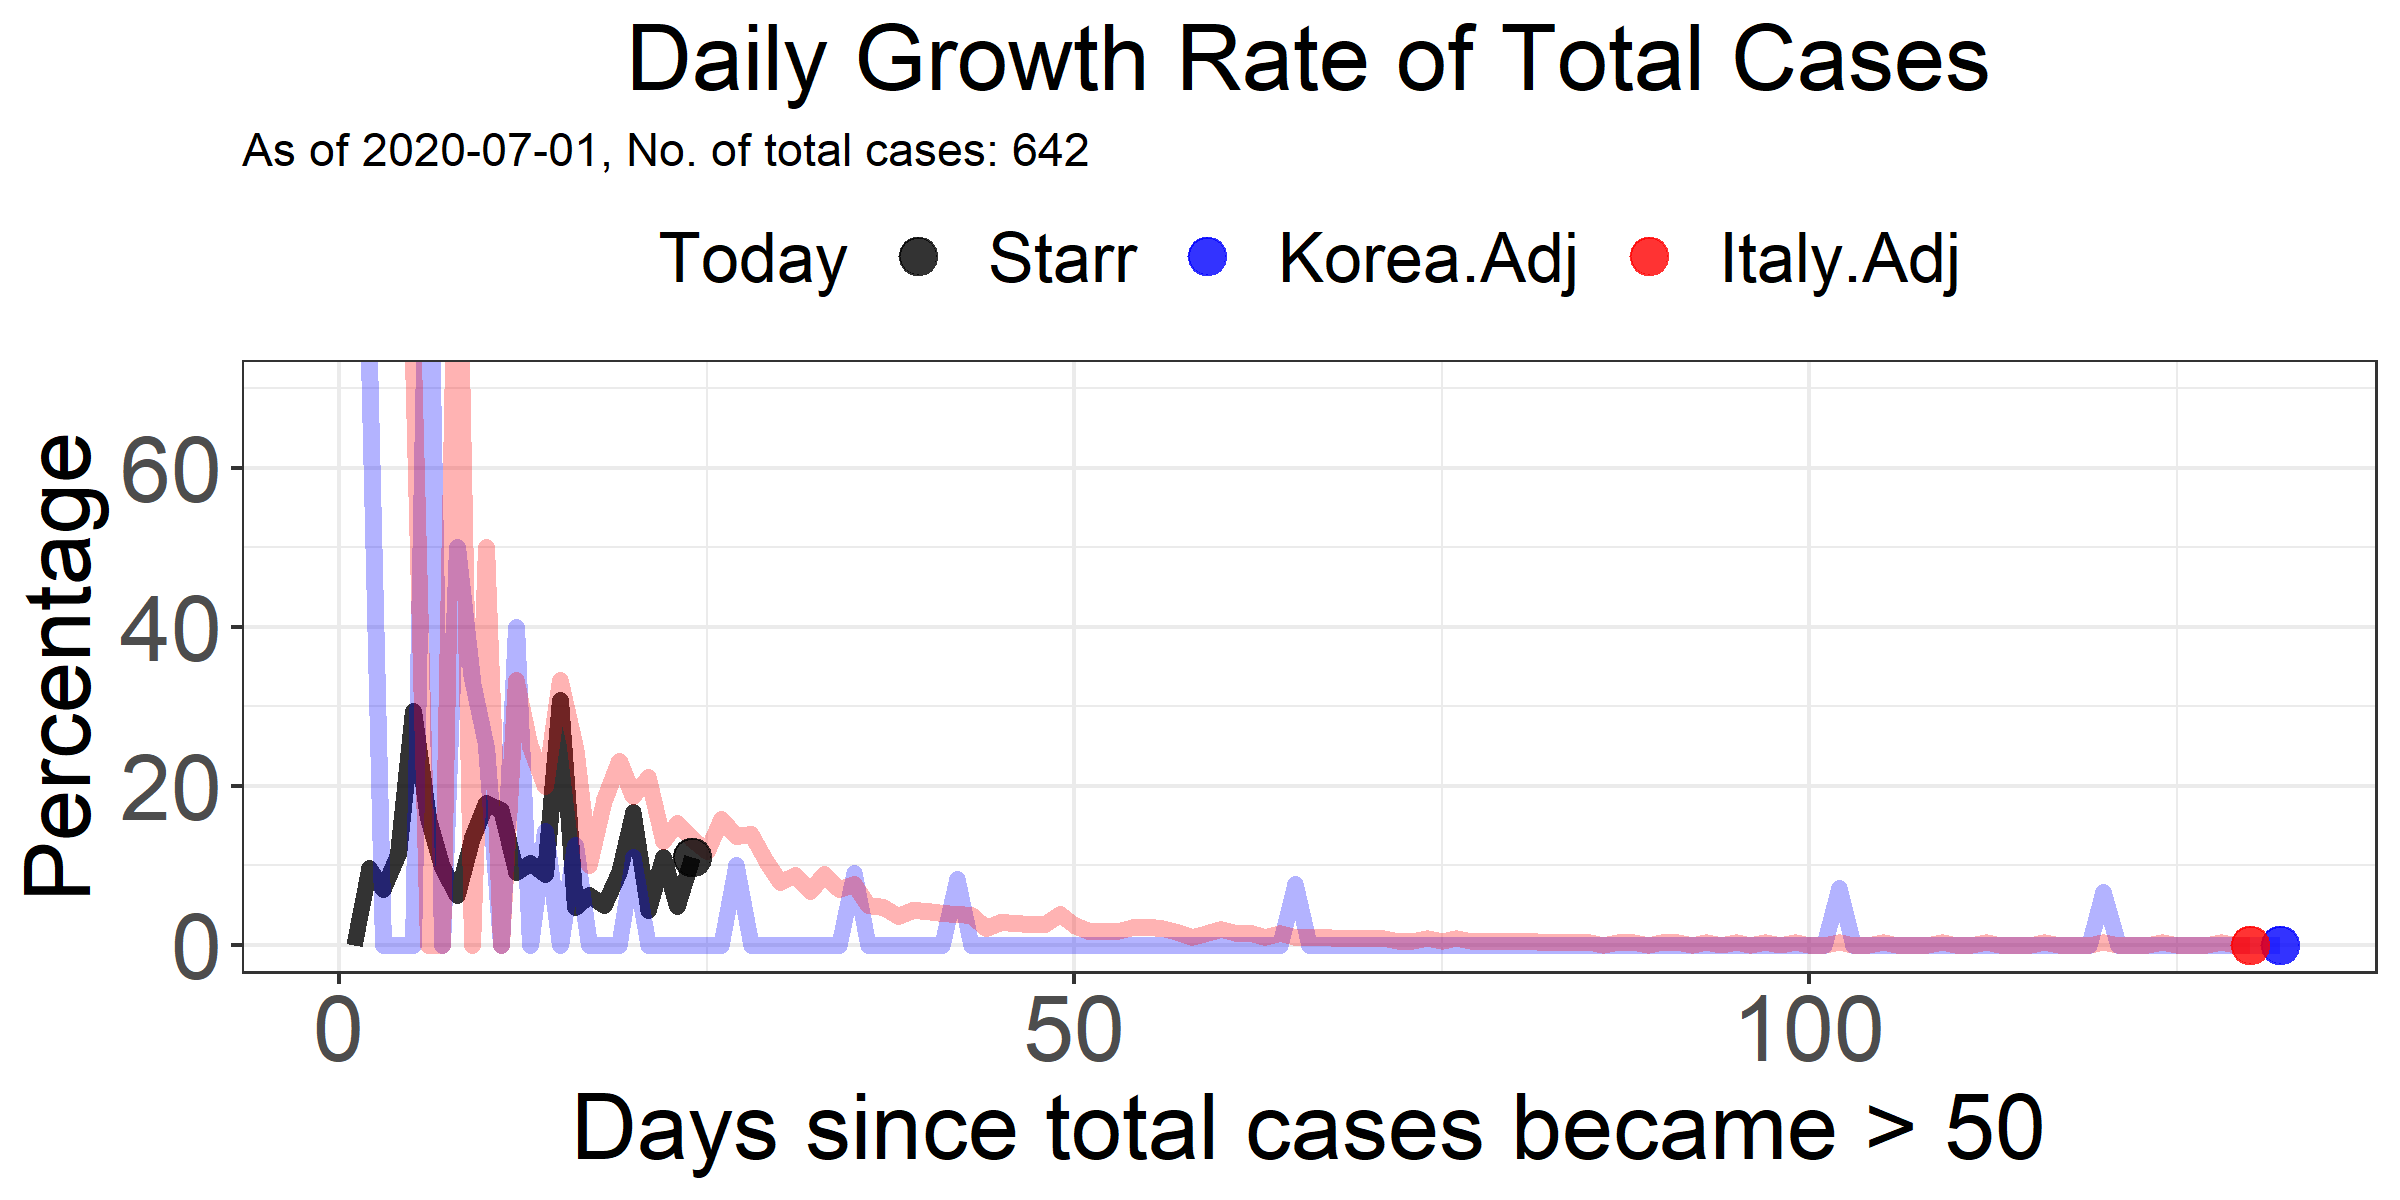 Daily Growth Rate of Total Cases
As of 2020-07-01, No. of total cases: 642
Today Starr Korea.Adj Italy.Adj
Percentage
60
40
20
0
0 50 100
Days since total cases became > 50